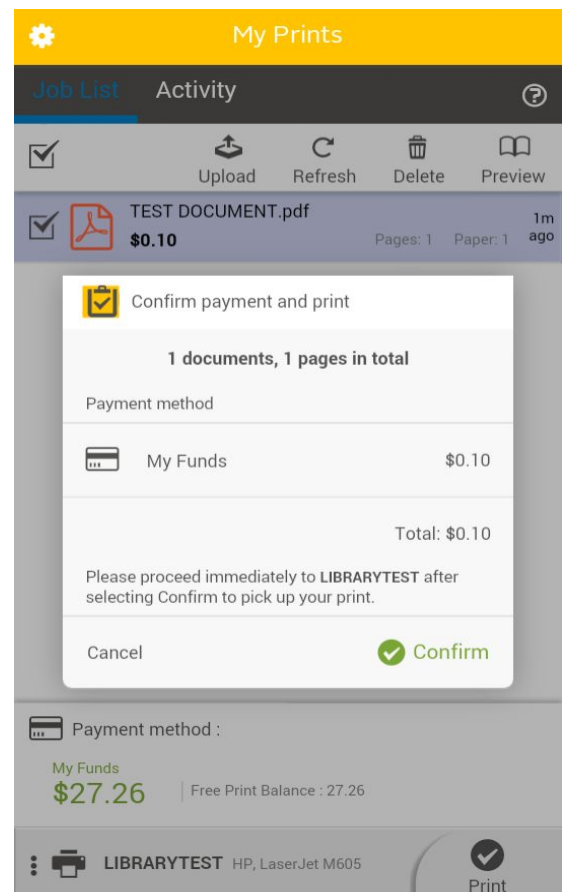 My Prints
Job List Activity
Upload Refresh Delete Preview
TEST DOCUMENT.pdf
$0.10 Pages: 1 Paper: 1 1m ago
Confirm payment and print
1 documents, 1 pages in total
Payment method
My Funds $0.10
Total: $0.10
Please proceed immediately to LIBRARYTEST after
selecting Confirm to pick up your print.
Cancel Confirm
Payment method :
My Funds
$27.26 Free Print Balance : 27.26
LIBRARYTEST HP, LaserJet M605
Print